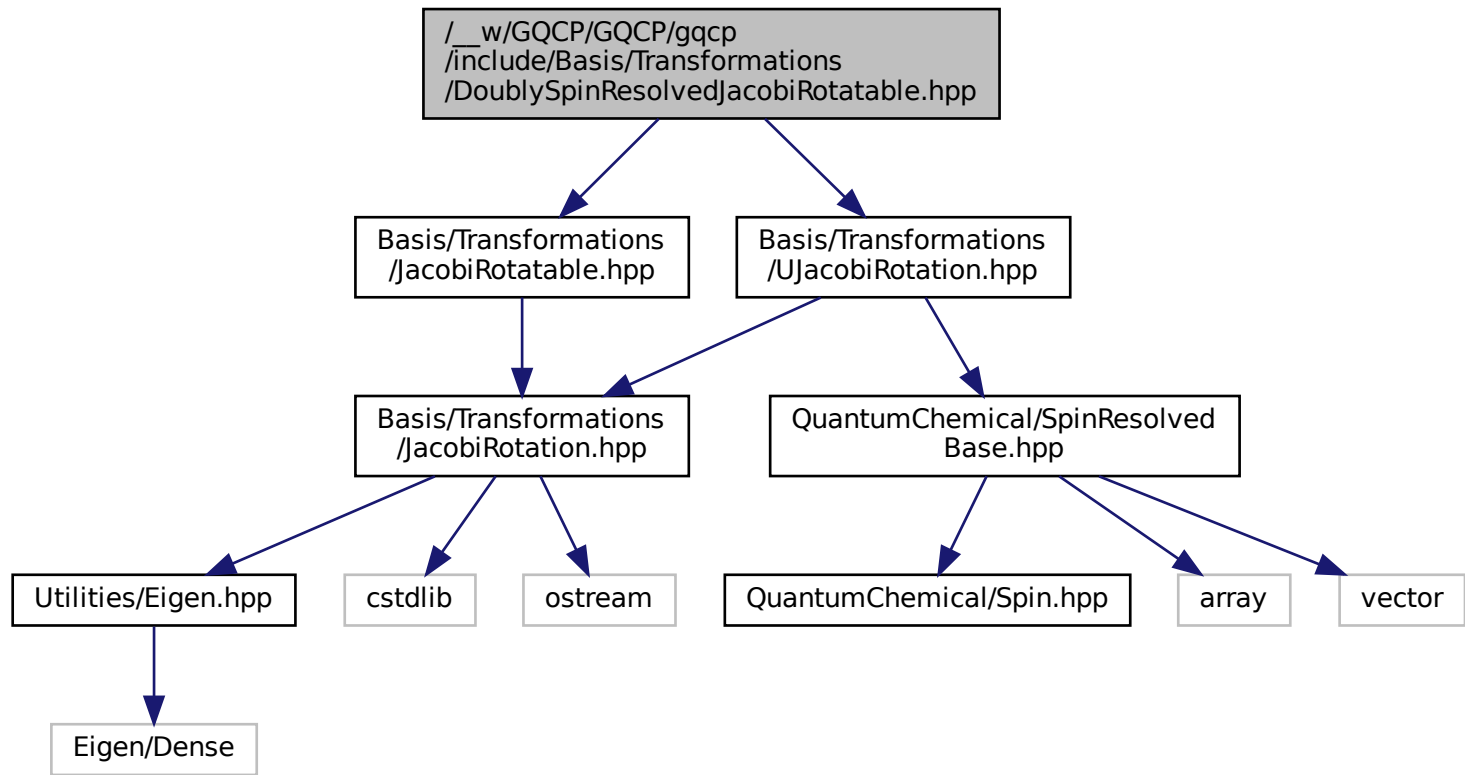 /__w/GQCP/GQCP/gqcp
/include/Basis/Transformations
/DoublySpinResolvedJacobiRotatable.hpp
Basis/Transformations
/JacobiRotatable.hpp
Basis/Transformations
/UJacobiRotation.hpp
Basis/Transformations
/JacobiRotation.hpp
QuantumChemical/SpinResolved
Base.hpp
Utilities/Eigen.hpp
cstdlib
ostream
QuantumChemical/Spin.hpp
array
vector
Eigen/Dense